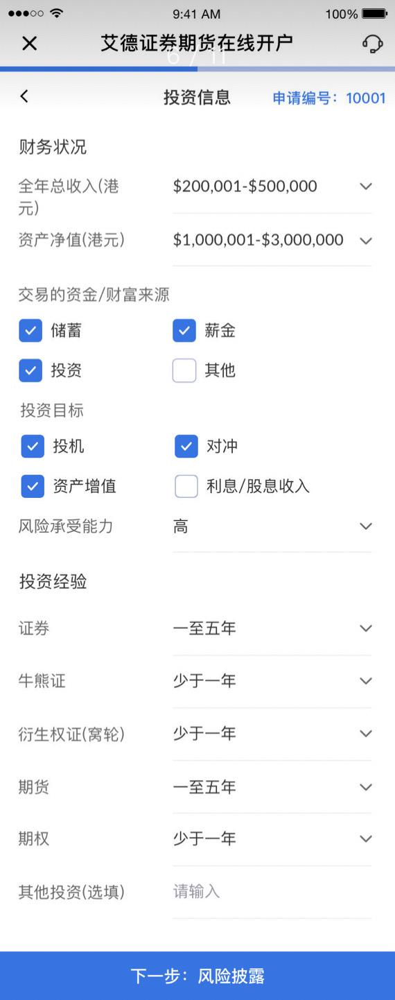 9:41 AM
100%
艾德证券期货在线开户
6 / 11
投资信息
申请编号：10001
财务状况
全年总收入(港
元)
$200,001-$500,000
资产净值(港元)
$1,000,001-$3,000,000
交易的资金/财富来源
储蓄
薪金
投资
其他
投资目标
投机
对冲
资产增值
利息/股息收入
风险承受能力
高
投资经验
证券
一至五年
牛熊证
少于一年
衍生权证(窝轮)
少于一年
期货
一至五年
期权
少于一年
其他投资(选填)
请输入
下一步：风险披露